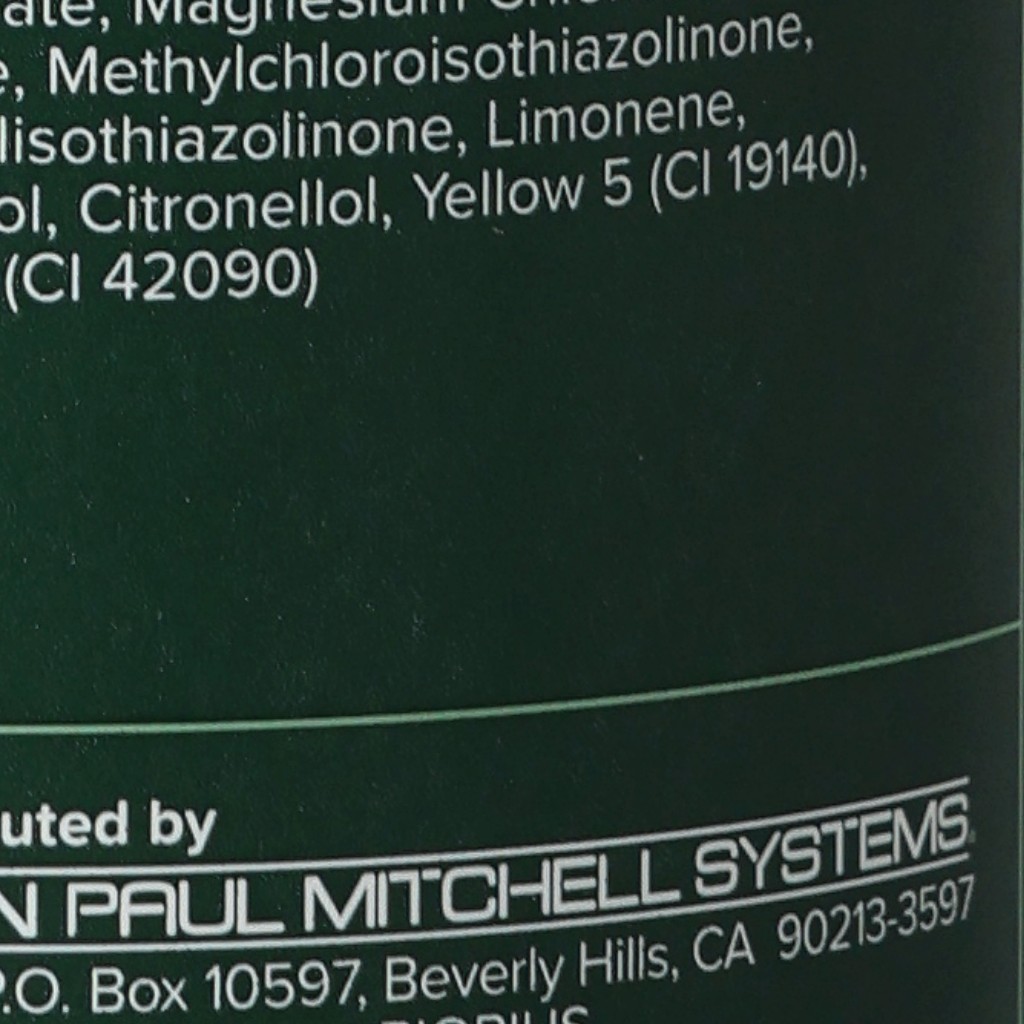 ate, Magnesium
e, Methylchloroisothiazolinone,
lisothiazolinone, Limonene,
ol, Citronellol, Yellow 5 (CI 19140),
(CI 42090)
uted by
N PAUL MITCHELL SYSTEMS
P.O. Box 10597, Beverly Hills, CA 90213-3597